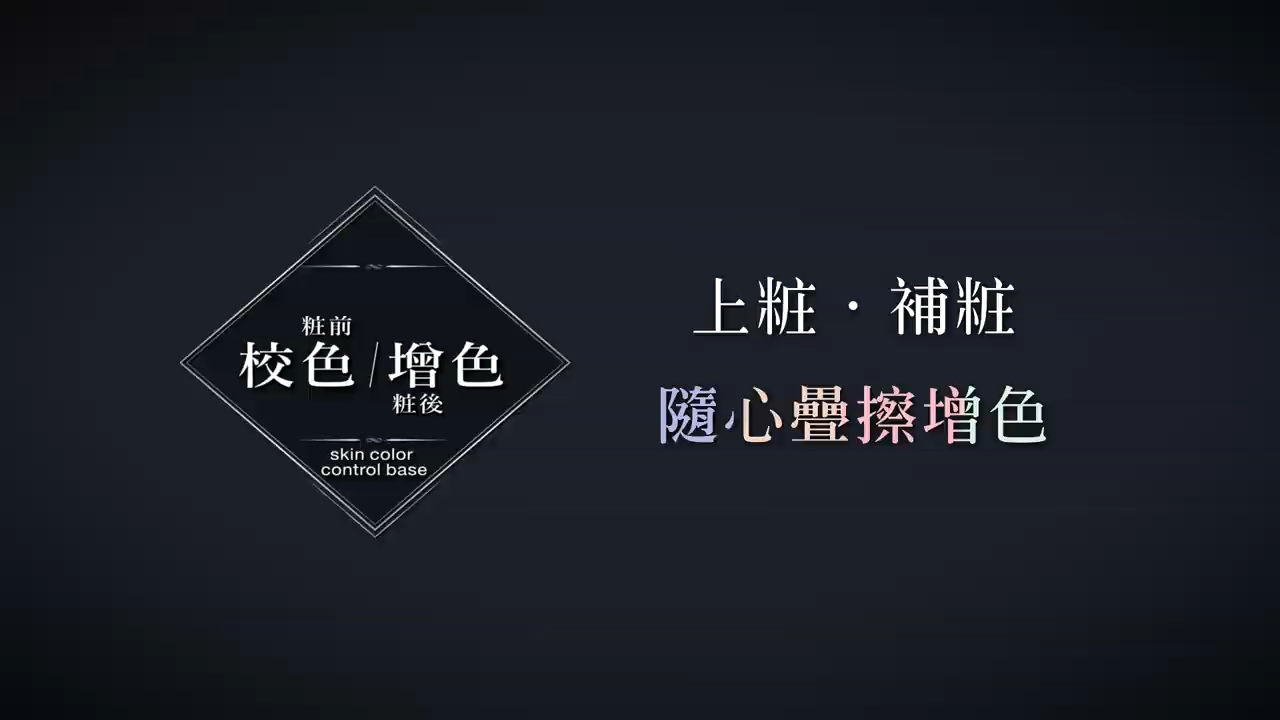 粧前
校色/增色
粧後
skin color
control base
上粧・補粧
隨心疊擦增色